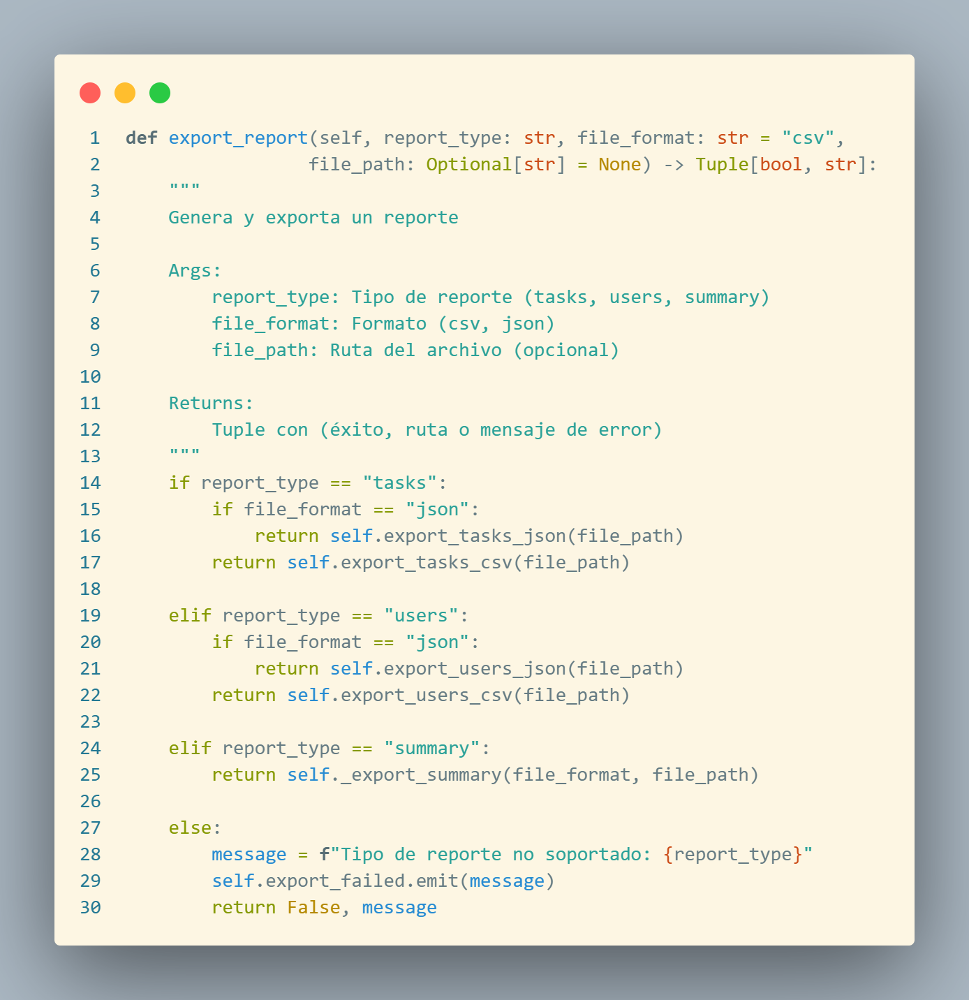 1 def export_report(self, report_type: str, file_format: str = "csv",
2                  file_path: Optional[str] = None) -> Tuple[bool, str]:
3     """
4     Genera y exporta un reporte
5
6     Args:
7         report_type: Tipo de reporte (tasks, users, summary)
8         file_format: Formato (csv, json)
9         file_path: Ruta del archivo (opcional)
10
11     Returns:
12         Tuple con (éxito, ruta o mensaje de error)
13     """
14     if report_type == "tasks":
15         if file_format == "json":
16             return self.export_tasks_json(file_path)
17         return self.export_tasks_csv(file_path)
18
19     elif report_type == "users":
20         if file_format == "json":
21             return self.export_users_json(file_path)
22         return self.export_users_csv(file_path)
23
24     elif report_type == "summary":
25         return self._export_summary(file_format, file_path)
26
27     else:
28         message = f"Tipo de reporte no soportado: {report_type}"
29         self.export_failed.emit(message)
30         return False, message